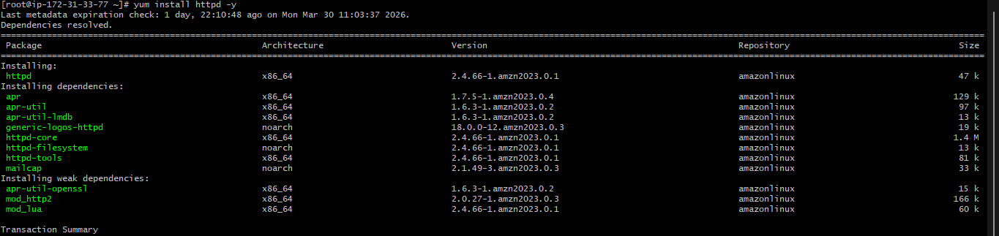 [root@ip-172-31-33-77 ~]# yum install httpd -y
Last metadata expiration check: 1 day, 22:10:48 ago on Mon Mar 30 11:03:37 2026.
Dependencies resolved.
Package Architecture Version Repository Size
Installing:
httpd x86_64 2.4.66-1.amzn2023.0.1 amazonlinux 47 k
Installing dependencies:
apr x86_64 1.7.5-1.amzn2023.0.4 amazonlinux 129 k
apr-util x86_64 1.6.3-1.amzn2023.0.2 amazonlinux 97 k
apr-util-lmdb x86_64 1.6.3-1.amzn2023.0.2 amazonlinux 13 k
generic-logos-httpd noarch 18.0.0-12.amzn2023.0.3 amazonlinux 19 k
httpd-core x86_64 2.4.66-1.amzn2023.0.1 amazonlinux 1.4 M
httpd-filesystem noarch 2.4.66-1.amzn2023.0.1 amazonlinux 13 k
httpd-tools x86_64 2.4.66-1.amzn2023.0.1 amazonlinux 81 k
mailcap noarch 2.1.49-3.amzn2023.0.3 amazonlinux 33 k
Installing weak dependencies:
apr-util-openssl x86_64 1.6.3-1.amzn2023.0.2 amazonlinux 15 k
mod_http2 x86_64 2.0.27-1.amzn2023.0.3 amazonlinux 166 k
mod_lua x86_64 2.4.66-1.amzn2023.0.1 amazonlinux 60 k
Transaction Summary